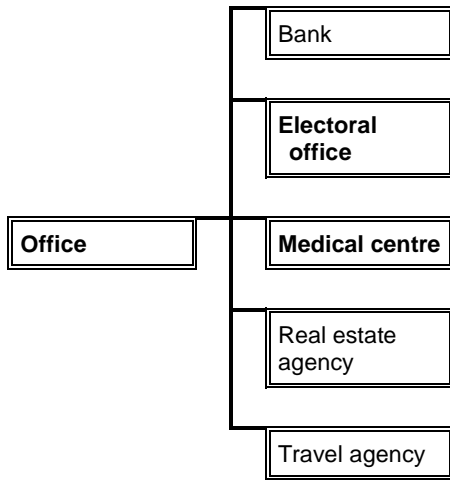 Bank
Electoral
office
Office
Medical centre
Real estate
agency
Travel agency